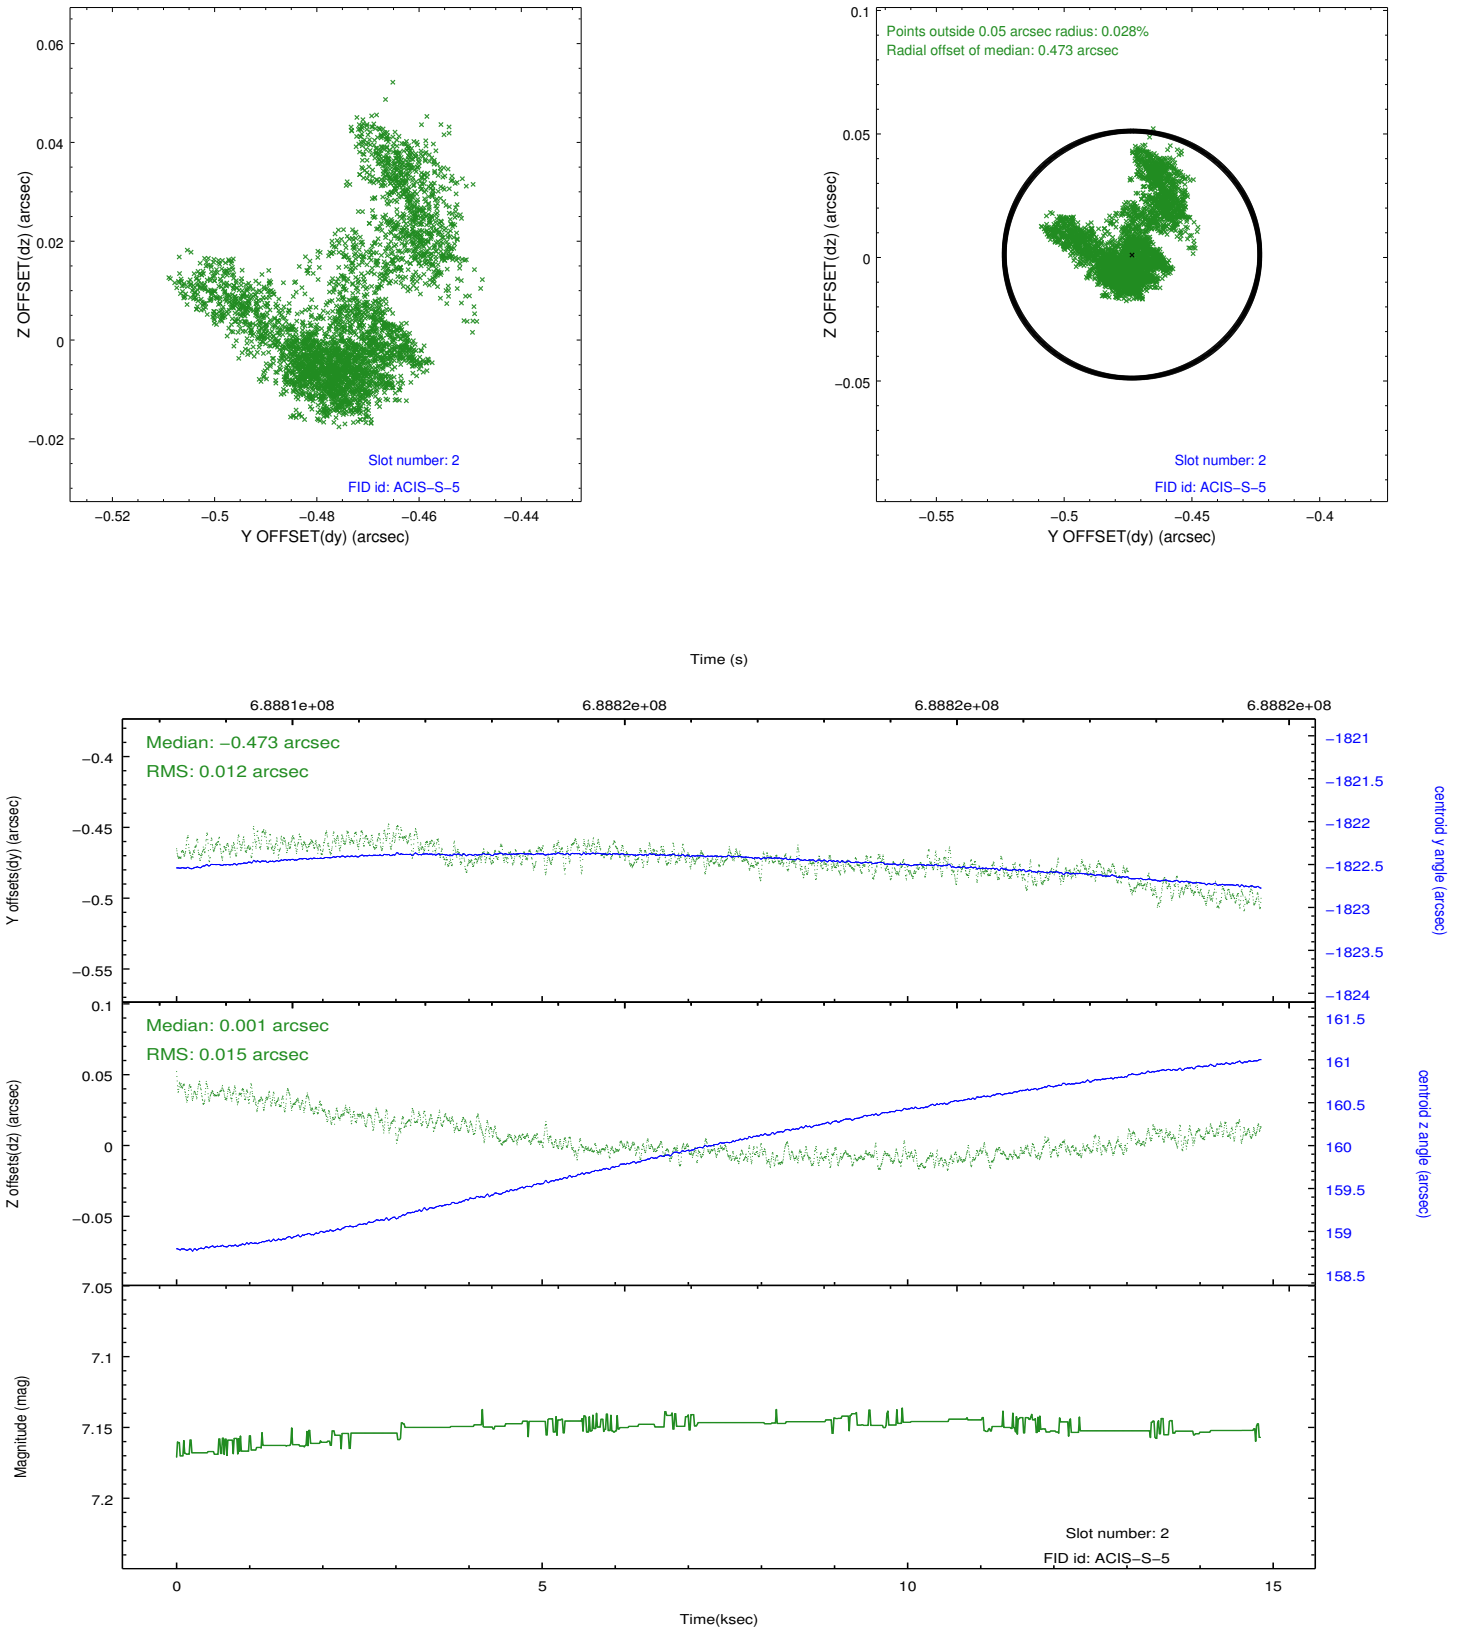 0.06
0.04
0.02
0
−0.02
Z OFFSET(dz) (arcsec)
Slot number: 2
FID id: ACIS−S−5
−0.52 −0.5 −0.48 −0.46 −0.44
Y OFFSET(dy) (arcsec)
Points outside 0.05 arcsec radius: 0.028%
Radial offset of median: 0.473 arcsec
0.1
0.05
0
−0.05
Z OFFSET(dz) (arcsec)
Slot number: 2
FID id: ACIS−S−5
−0.55 −0.5 −0.45 −0.4
Y OFFSET(dy) (arcsec)
Time (s)
6.8881e+08 6.8882e+08 6.8882e+08 6.8882e+08
Median: −0.473 arcsec
RMS: 0.012 arcsec
−0.4
−0.45
−0.5
−0.55
Y offsets(dy) (arcsec)
−1821
−1821.5
−1822
−1822.5
−1823
−1823.5
−1824
centroid y angle (arcsec)
Median: 0.001 arcsec
RMS: 0.015 arcsec
0.1
0.05
0
−0.05
Z offsets(dz) (arcsec)
161.5
161
160.5
160
159.5
159
158.5
centroid z angle (arcsec)
7.05
7.1
7.15
7.2
Magnitude (mag)
Slot number: 2
FID id: ACIS−S−5
0 5 10 15
Time(ksec)